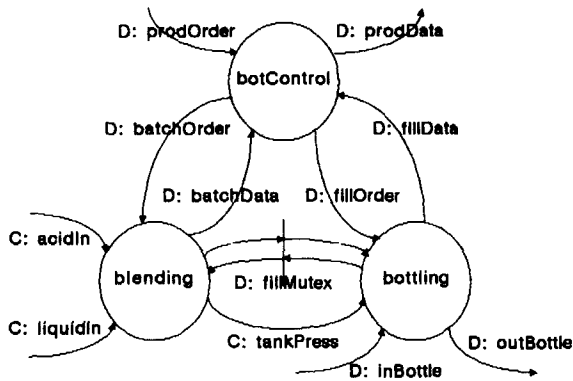 D: prodOrder
D: prodData
botControl
D: batchOrder
D: fillData
D: batchData
D: fillOrder
C: acidIn
blending
bottling
D: fillMutex
C: liquidIn
C: tankPress
D: outBottle
D: inBottle